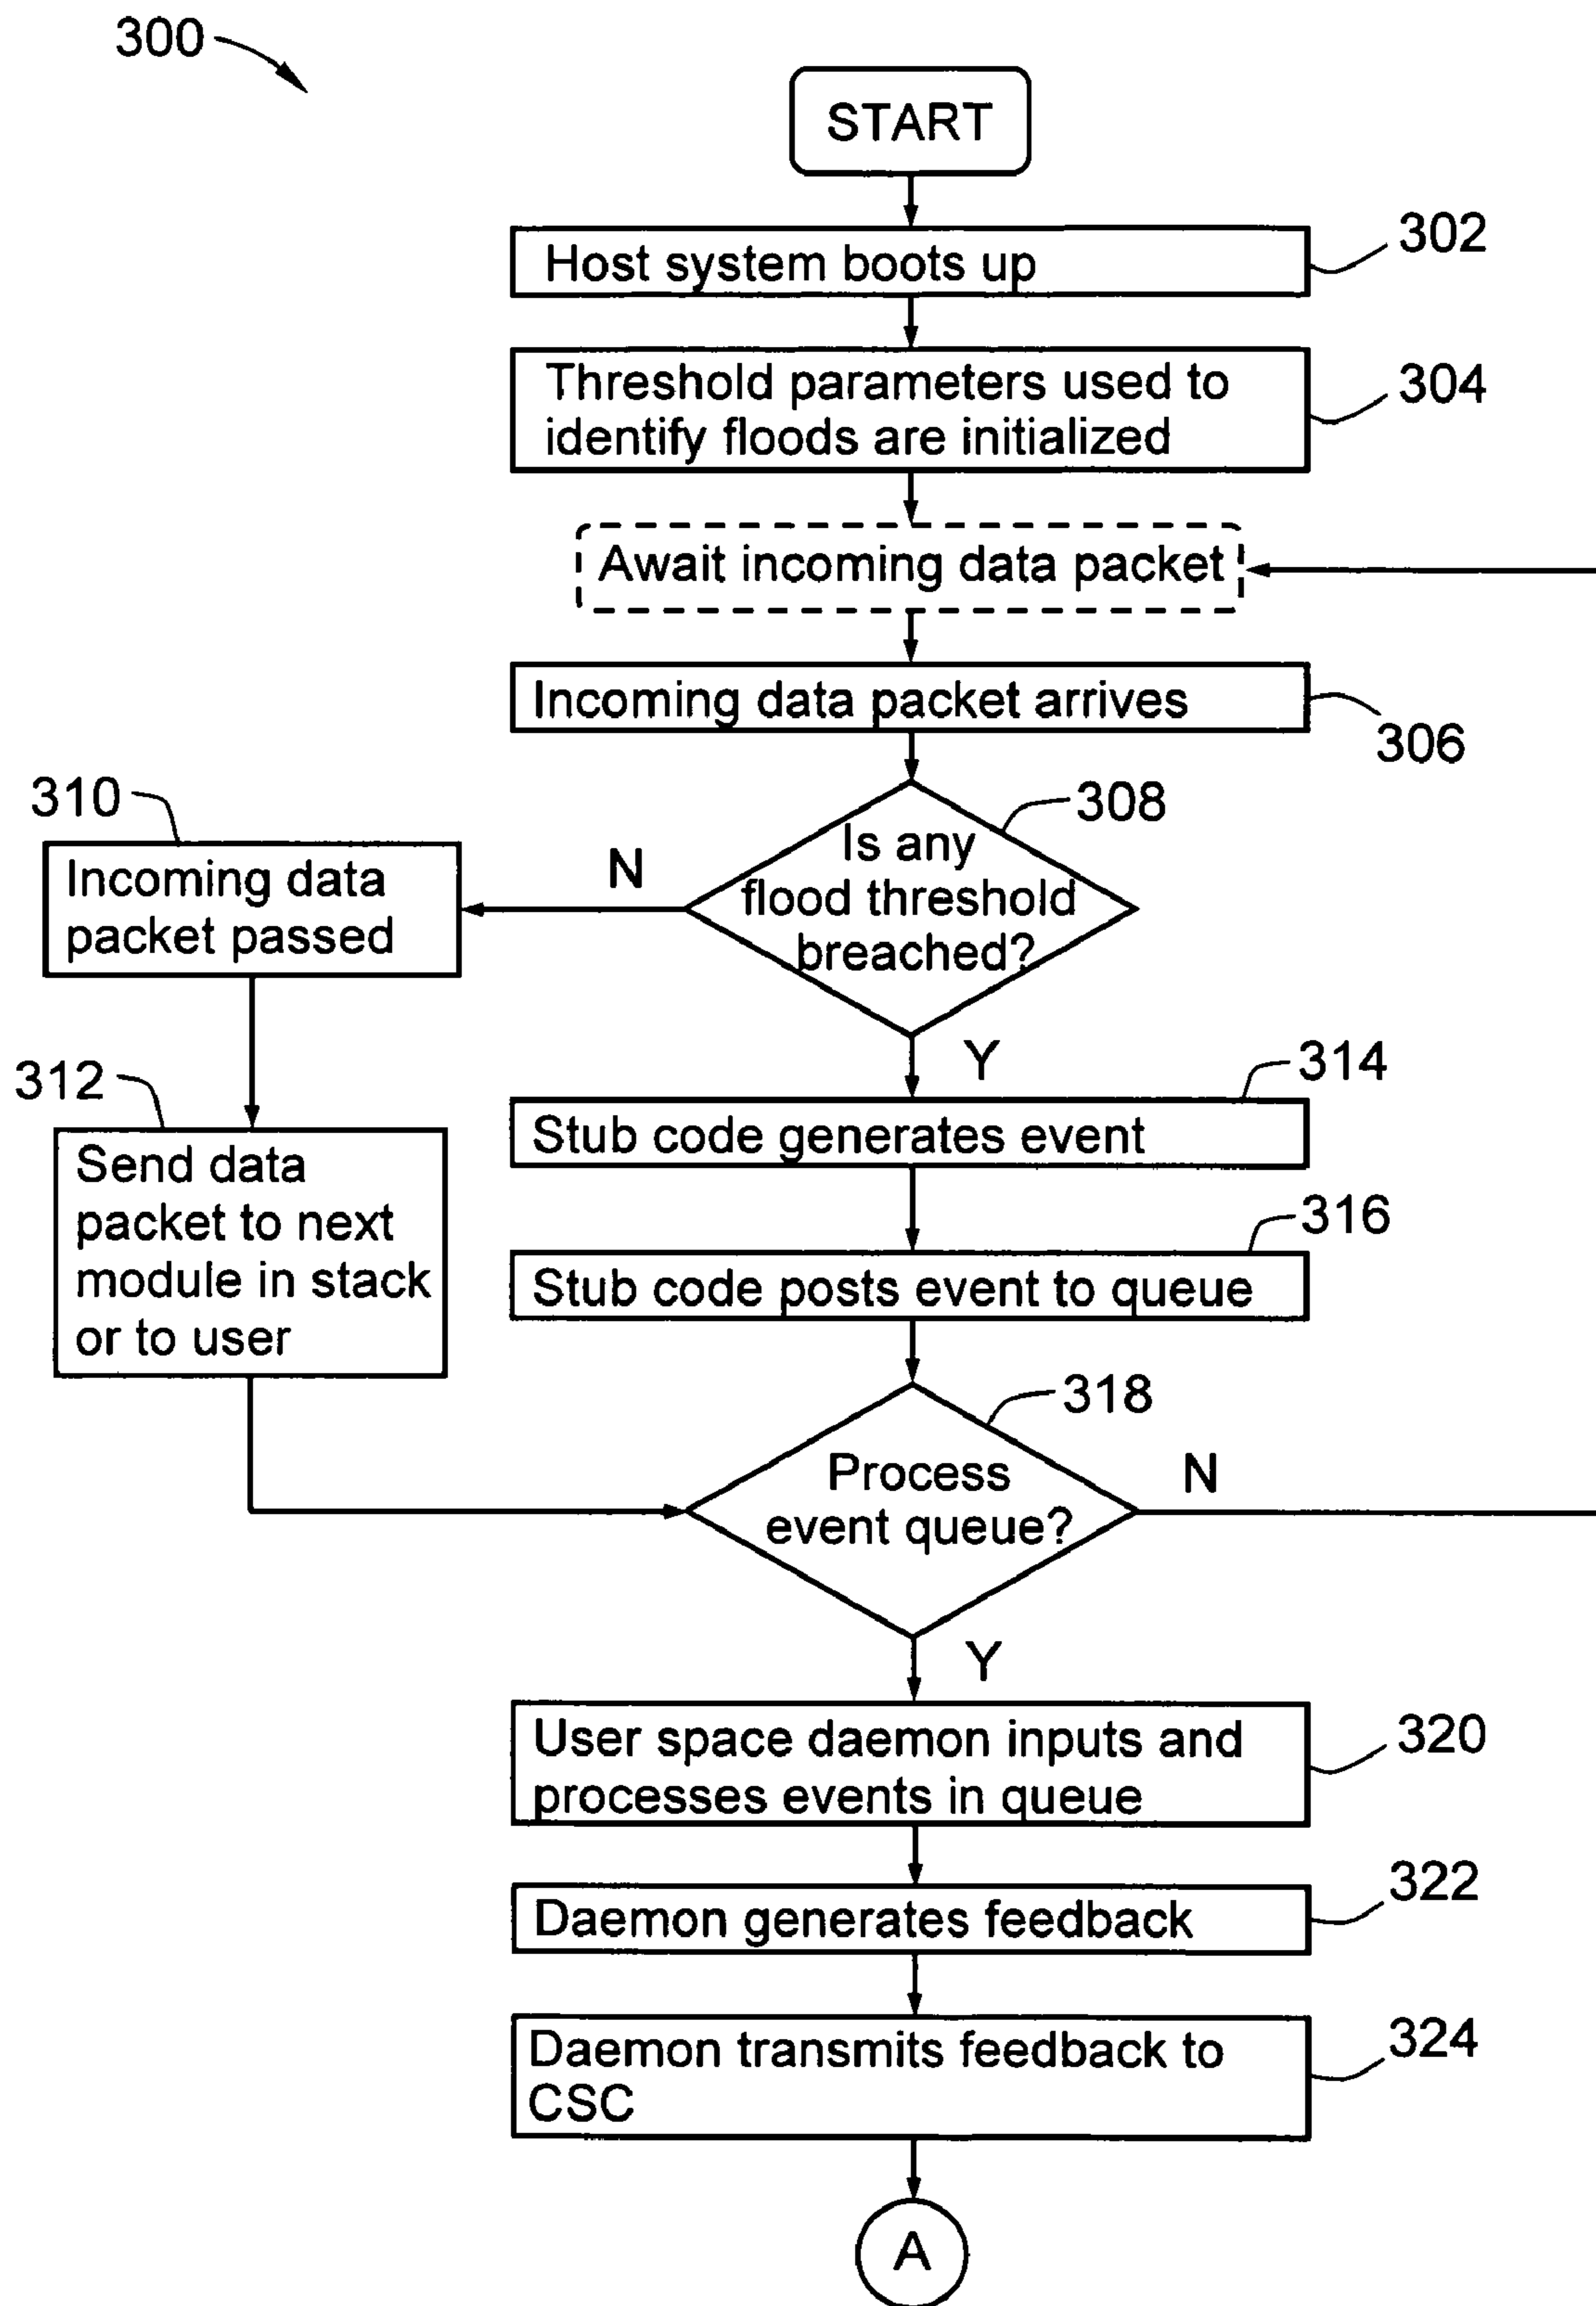 300
START
Host system boots up
302
Threshold parameters used to
identify floods are initialized
304
Await incoming data packet
Incoming data packet arrives
306
308
Is any
flood threshold
breached?
N
310
Incoming data
packet passed
Y
312
Send data
packet to next
module in stack
or to user
314
Stub code generates event
316
Stub code posts event to queue
318
Process
event queue?
N
Y
User space daemon inputs and
processes events in queue
320
Daemon generates feedback
322
Daemon transmits feedback to
CSC
324
A